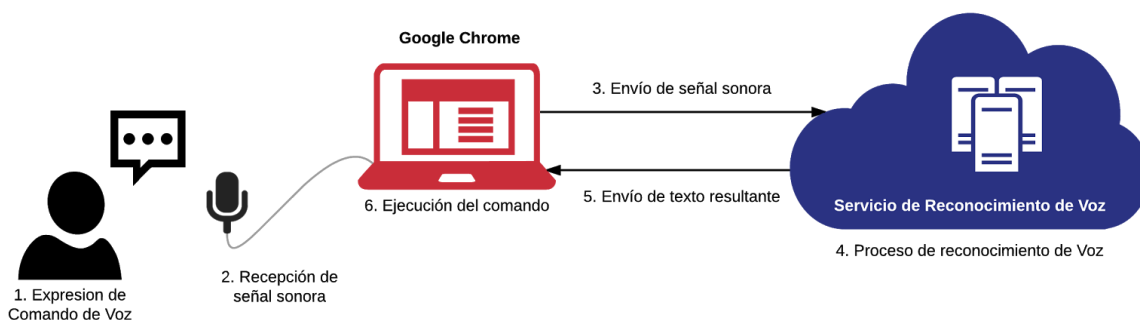 Google Chrome
3. Envío de señal sonora
5. Envío de texto resultante
Servicio de Reconocimiento de Voz
6. Ejecución del comando
4. Proceso de reconocimiento de Voz
2. Recepción de
señal sonora
1. Expresion de
Comando de Voz